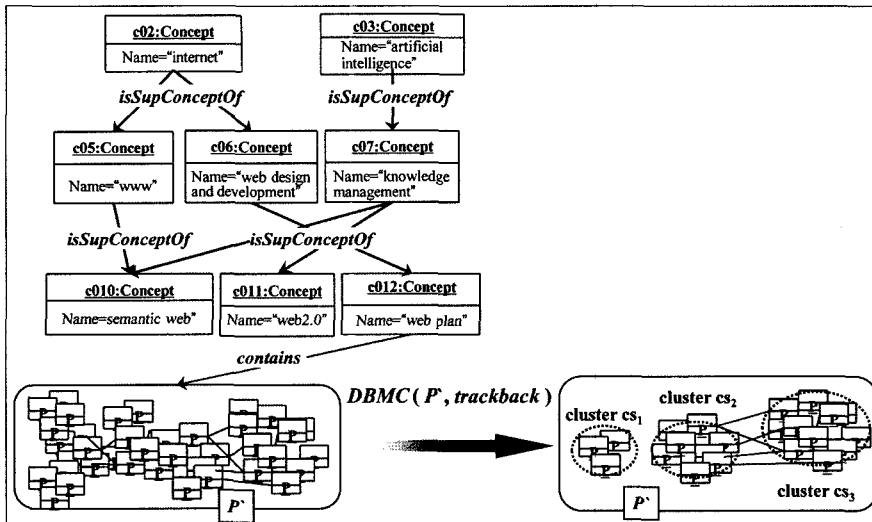 c02:Concept
c03:Concept
Name="internet"
Name="artificial
intelligence"
isSupConceptOf
isSupConceptOf
c05:Concept
c06:Concept
c07:Concept
Name="www"
Name="web design
and development"
Name="knowledge
management"
isSupConceptOf
isSupConceptOf
c010:Concept
c011:Concept
c012:Concept
Name=semantic web"
Name="web2.0"
Name="web plan"
contains
DBMC ( P`, trackback )
cluster cs1
cluster cs2
cluster cs3
P`
P`